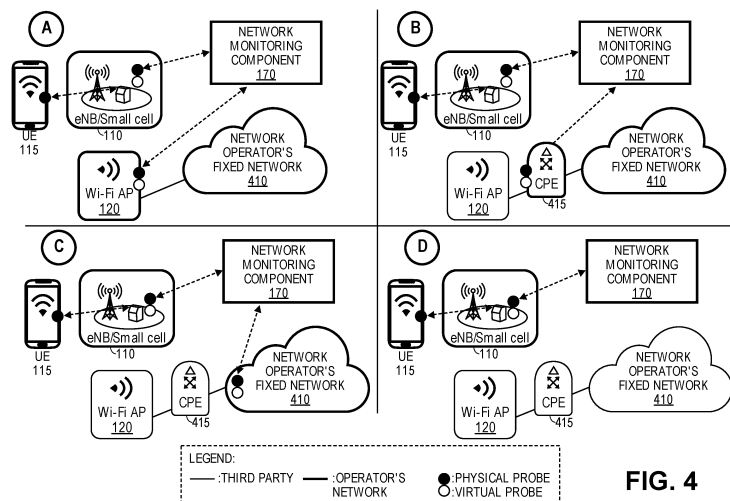 A
NETWORK
MONITORING
COMPONENT
170
eNB/Small cell
110
UE
115
Wi-Fi AP
120
NETWORK
OPERATOR'S
FIXED NETWORK
410
B
NETWORK
MONITORING
COMPONENT
170
eNB/Small cell
110
UE
115
Wi-Fi AP
120
CPE
415
NETWORK
OPERATOR'S
FIXED NETWORK
410
C
NETWORK
MONITORING
COMPONENT
170
eNB/Small cell
110
UE
115
Wi-Fi AP
120
CPE
415
NETWORK
OPERATOR'S
FIXED NETWORK
410
D
NETWORK
MONITORING
COMPONENT
170
eNB/Small cell
110
UE
115
Wi-Fi AP
120
CPE
415
NETWORK
OPERATOR'S
FIXED NETWORK
410
LEGEND:
:THIRD PARTY
:OPERATOR'S
NETWORK
:PHYSICAL PROBE
:VIRTUAL PROBE
FIG. 4